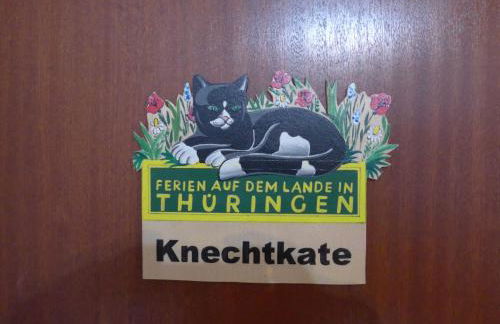 FERIEN AUF DEM LANDE IN
THÜRINGEN
Knechtkate